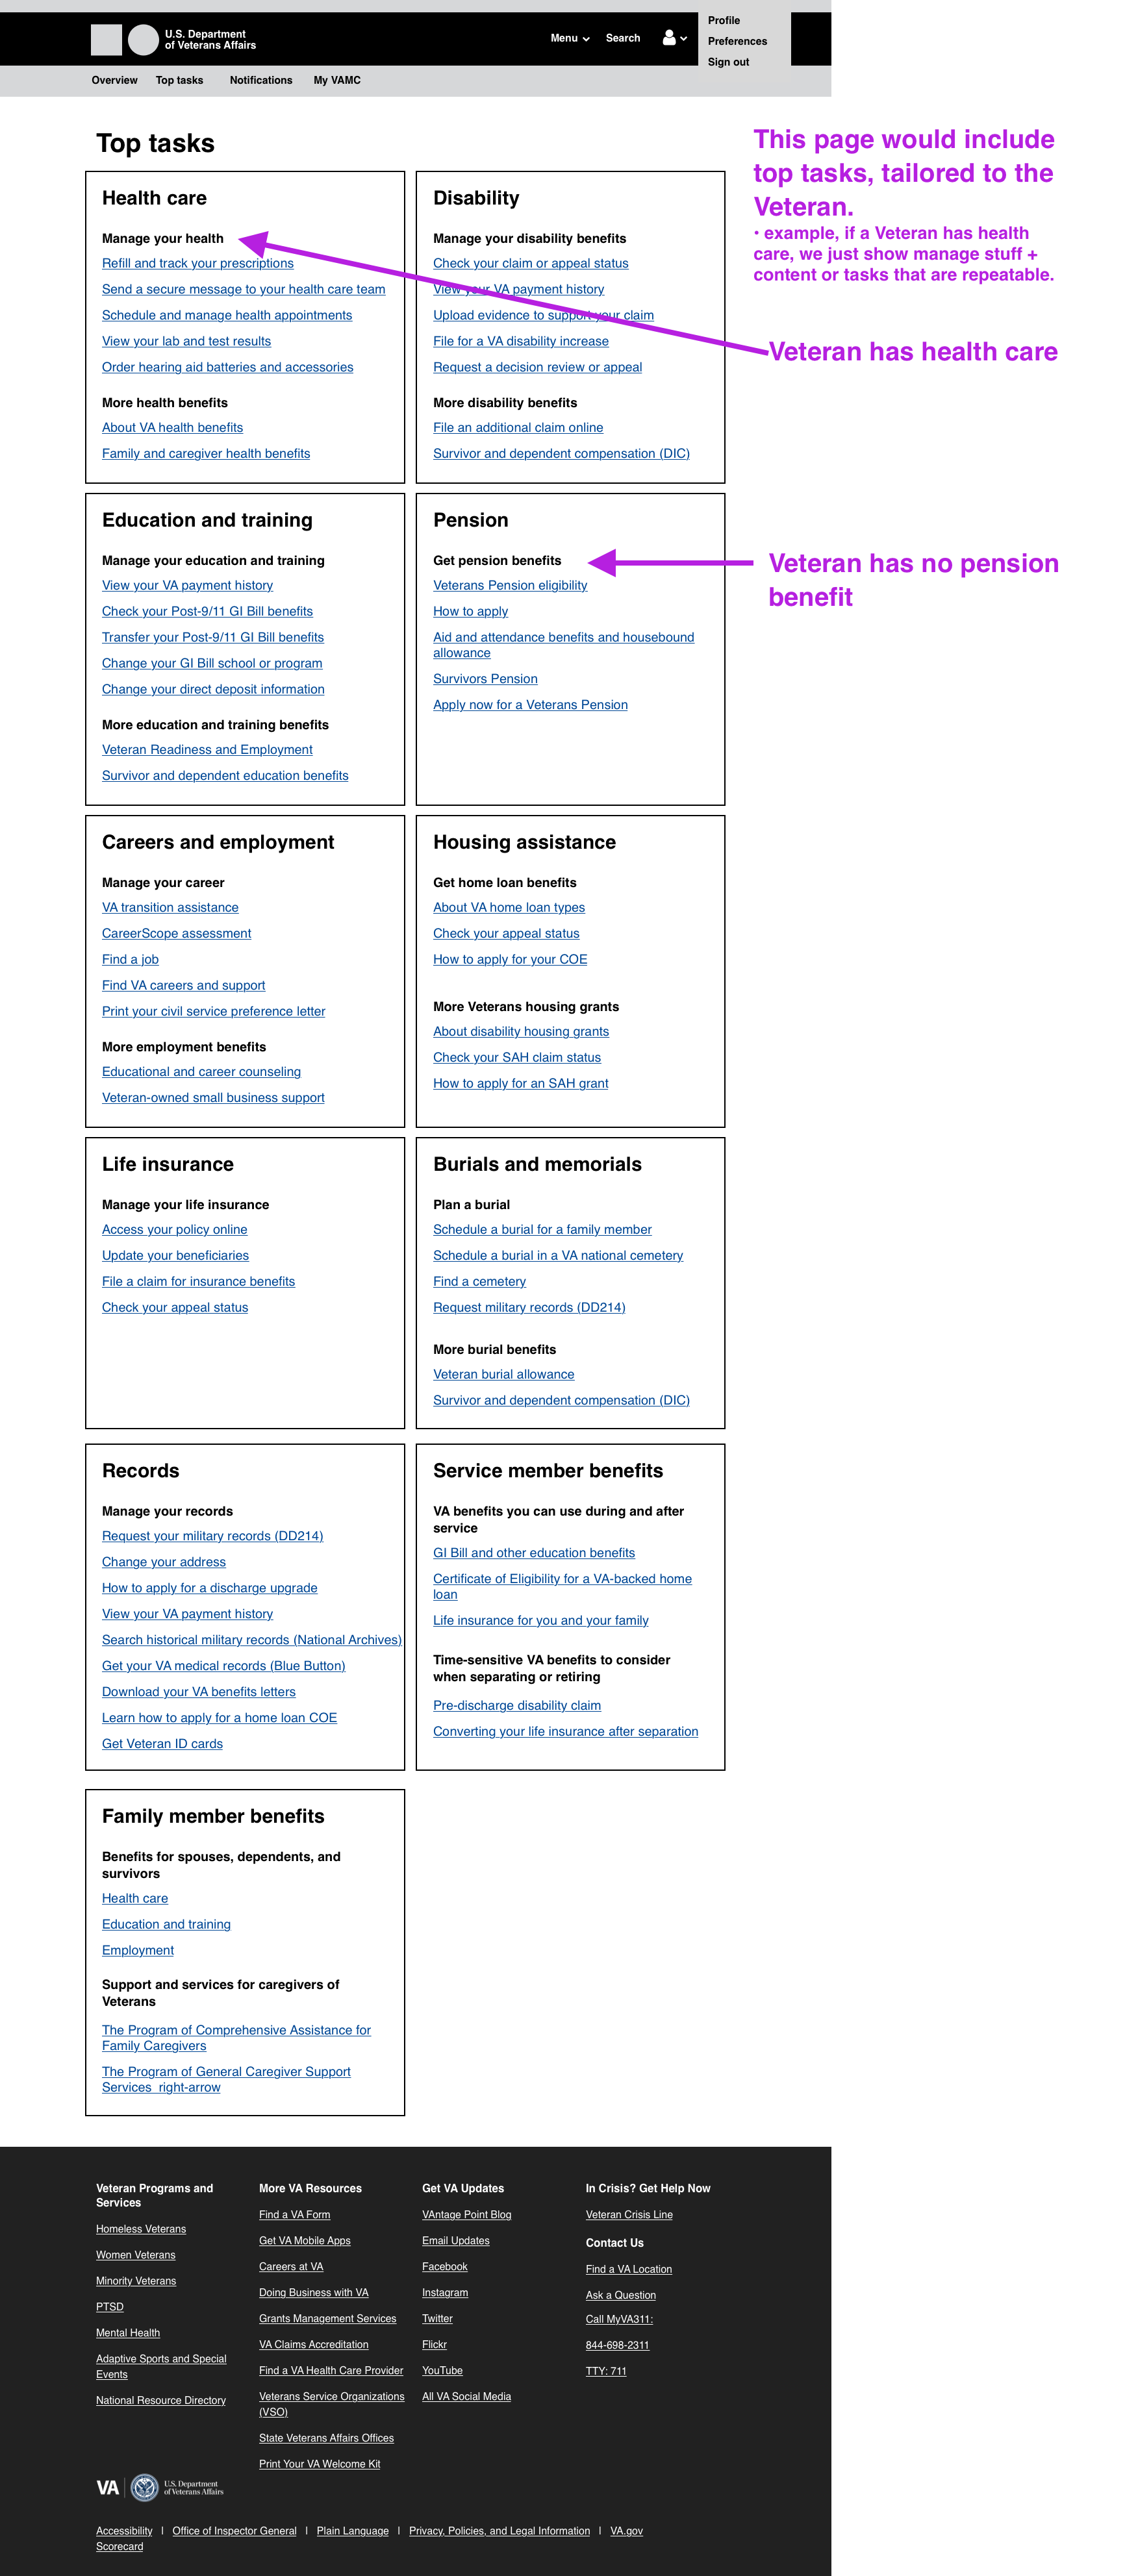 U.S. Department
of Veterans Affairs
Menu
Search
Profile
Preferences
Sign out
Overview
Top tasks
Notifications
My VAMC
Top tasks
This page would include
top tasks, tailored to the
Veteran.
• example, if a Veteran has health
care, we just show manage stuff +
content or tasks that are repeatable.
Health care
Manage your health
Refill and track your prescriptions
Send a secure message to your health care team
Schedule and manage health appointments
View your lab and test results
Order hearing aid batteries and accessories
More health benefits
About VA health benefits
Family and caregiver health benefits
Disability
Manage your disability benefits
Check your claim or appeal status
View your VA payment history
Upload evidence to support your claim
File for a VA disability increase
Request a decision review or appeal
More disability benefits
File an additional claim online
Survivor and dependent compensation (DIC)
Veteran has health care
Education and training
Manage your education and training
View your VA payment history
Check your Post-9/11 GI Bill benefits
Transfer your Post-9/11 GI Bill benefits
Change your GI Bill school or program
Change your direct deposit information
More education and training benefits
Veteran Readiness and Employment
Survivor and dependent education benefits
Pension
Get pension benefits
Veterans Pension eligibility
How to apply
Aid and attendance benefits and housebound
allowance
Survivors Pension
Apply now for a Veterans Pension
Veteran has no pension
benefit
Careers and employment
Manage your career
VA transition assistance
CareerScope assessment
Find a job
Find VA careers and support
Print your civil service preference letter
More employment benefits
Educational and career counseling
Veteran-owned small business support
Housing assistance
Get home loan benefits
About VA home loan types
Check your appeal status
How to apply for your COE
More Veterans housing grants
About disability housing grants
Check your SAH claim status
How to apply for an SAH grant
Life insurance
Manage your life insurance
Access your policy online
Update your beneficiaries
File a claim for insurance benefits
Check your appeal status
Burials and memorials
Plan a burial
Schedule a burial for a family member
Schedule a burial in a VA national cemetery
Find a cemetery
Request military records (DD214)
More burial benefits
Veteran burial allowance
Survivor and dependent compensation (DIC)
Records
Manage your records
Request your military records (DD214)
Change your address
How to apply for a discharge upgrade
View your VA payment history
Search historical military records (National Archives)
Get your VA medical records (Blue Button)
Download your VA benefits letters
Learn how to apply for a home loan COE
Get Veteran ID cards
Service member benefits
VA benefits you can use during and after
service
GI Bill and other education benefits
Certificate of Eligibility for a VA-backed home
loan
Life insurance for you and your family
Time-sensitive VA benefits to consider
when separating or retiring
Pre-discharge disability claim
Converting your life insurance after separation
Family member benefits
Benefits for spouses, dependents, and
survivors
Health care
Education and training
Employment
Support and services for caregivers of
Veterans
The Program of Comprehensive Assistance for
Family Caregivers
The Program of General Caregiver Support
Services  right-arrow
Veteran Programs and
Services
Homeless Veterans
Women Veterans
Minority Veterans
PTSD
Mental Health
Adaptive Sports and Special
Events
National Resource Directory
More VA Resources
Find a VA Form
Get VA Mobile Apps
Careers at VA
Doing Business with VA
Grants Management Services
VA Claims Accreditation
Find a VA Health Care Provider
Veterans Service Organizations
(VSO)
State Veterans Affairs Offices
Print Your VA Welcome Kit
Get VA Updates
VAntage Point Blog
Email Updates
Facebook
Instagram
Twitter
Flickr
YouTube
All VA Social Media
In Crisis? Get Help Now
Veteran Crisis Line
Contact Us
Find a VA Location
Ask a Question
Call MyVA311:
844-698-2311
TTY: 711
VA
U.S. Department
of Veterans Affairs
Accessibility | Office of Inspector General | Plain Language | Privacy, Policies, and Legal Information | VA.gov
Scorecard